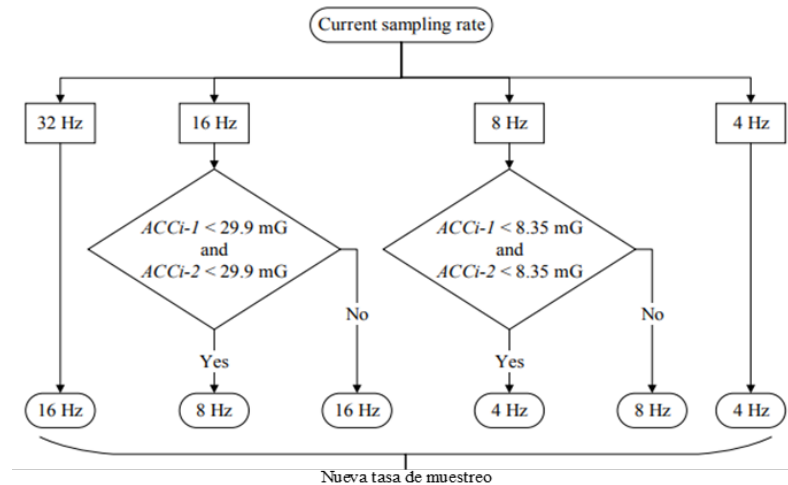 Current sampling rate
32 Hz
16 Hz
8 Hz
4 Hz
ACCi-1 < 29.9 mG
and
ACCi-2 < 29.9 mG
ACCi-1 < 8.35 mG
and
ACCi-2 < 8.35 mG
No
No
Yes
Yes
16 Hz
8 Hz
16 Hz
4 Hz
8 Hz
4 Hz
Nueva tasa de muestreo